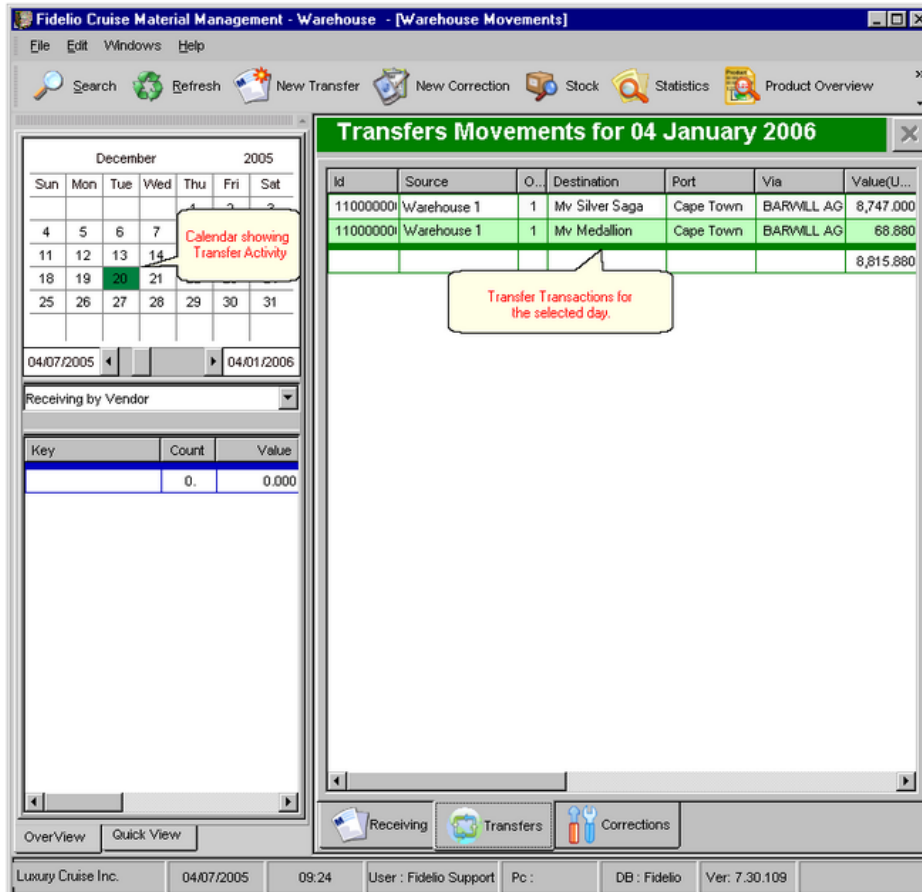 Fidelio Cruise Material Management - Warehouse - [Warehouse Movements]
File Edit Windows Help
Search Refresh New Transfer New Correction Stock Statistics Product Overview
Transfers Movements for 04 January 2006
December 2005
Sun Mon Tue Wed Thu Fri Sat
4 5 6 7
11 12 13 14
18 19 20 21
25 26 27 28 29 30 31
Calendar showing
Transfer Activity
04/07/2005 04/01/2006
Receiving by Vendor
Key Count Value
0. 0.000
OverView Quick View
Id Source O... Destination Port Via Value(U...
11000000 Warehouse 1 1 Mv Silver Saga Cape Town BARWILL AG 8,747.000
11000000 Warehouse 1 1 Mv Medallion Cape Town BARWILL AG 68.880
8,815.880
Transfer Transactions for
the selected day.
Receiving Transfers Corrections
Luxury Cruise Inc. 04/07/2005 09:24 User : Fidelio Support Pc : DB : Fidelio Ver: 7.30.109